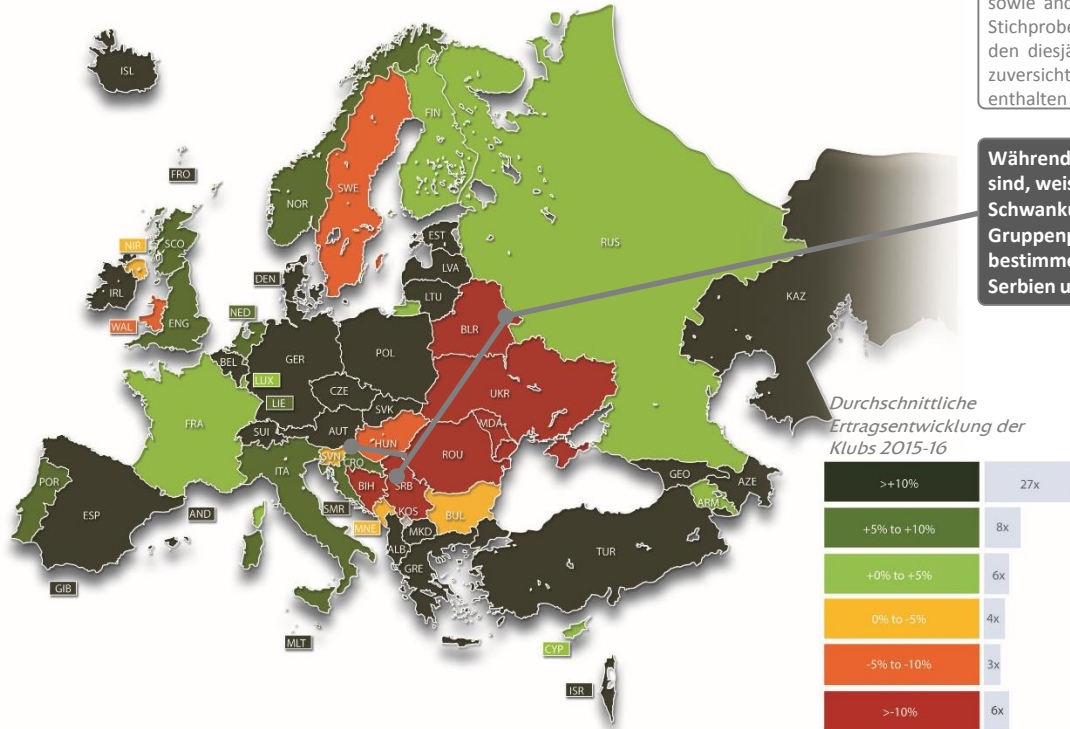 sowie and
Stichprobe
den diesjä
zuversicht
enthalten
Während
sind, weis
Schwanku
Gruppenp
bestimme
Serbien u
ISL
FRO
FIN
SWE
NOR
RUS
SCO
NIR
EST
LVA
DEN
IRL
LTU
KAZ
WAL
ENG
NED
BLR
BEL
GER
POL
LUX
CZE
UKR
LIE
SVK
FRA
SUI
AUT
HUN
MDA
SVN
CRO
ROU
ITA
POR
BIH
SRB
ESP
AND
SMR
KOS
BUL
MNE
MKD
GEO
AZE
ARM
ALB
TUR
GRE
GIB
MLT
CYP
ISR
Durchschnittliche
Ertragsentwicklung der
Klubs 2015-16
>+10% 27x
+5% to +10% 8x
+0% to +5% 6x
0% to -5% 4x
-5% to -10% 3x
>-10% 6x